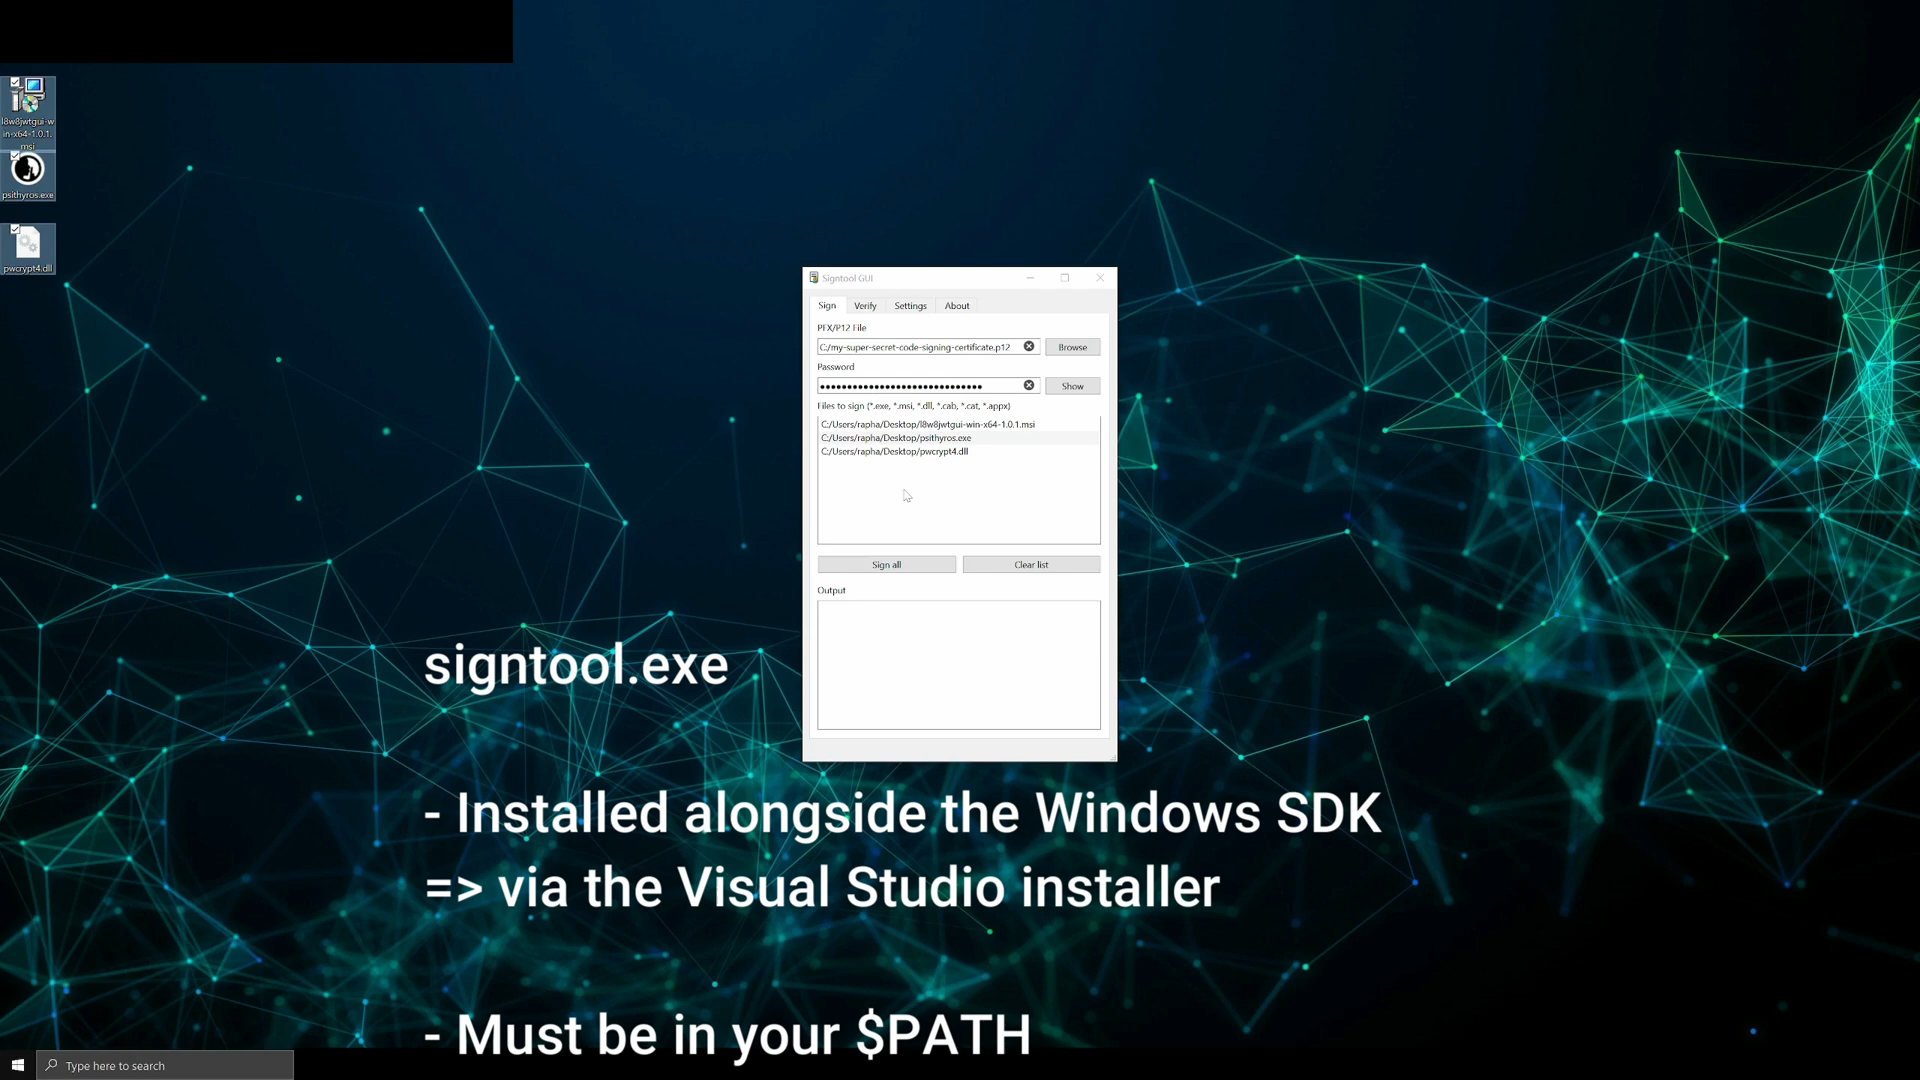 l8w8jwtgui-w
in-x64-1.0.1.
msi
psithyros.exe
pwcrypt4.dll
Signtool GUI
Sign Verify Settings About
PFX/P12 File
C:/my-super-secret-code-signing-certificate.p12 Browse
Password
Show
Files to sign (*.exe, *.msi, *.dll, *.cab, *.cat, *.appx)
C:/Users/rapha/Desktop/l8w8jwtgui-win-x64-1.0.1.msi
C:/Users/rapha/Desktop/psithyros.exe
C:/Users/rapha/Desktop/pwcrypt4.dll
Sign all Clear list
Output
signtool.exe
- Installed alongside the Windows SDK
=> via the Visual Studio installer
- Must be in your $PATH
Type here to search